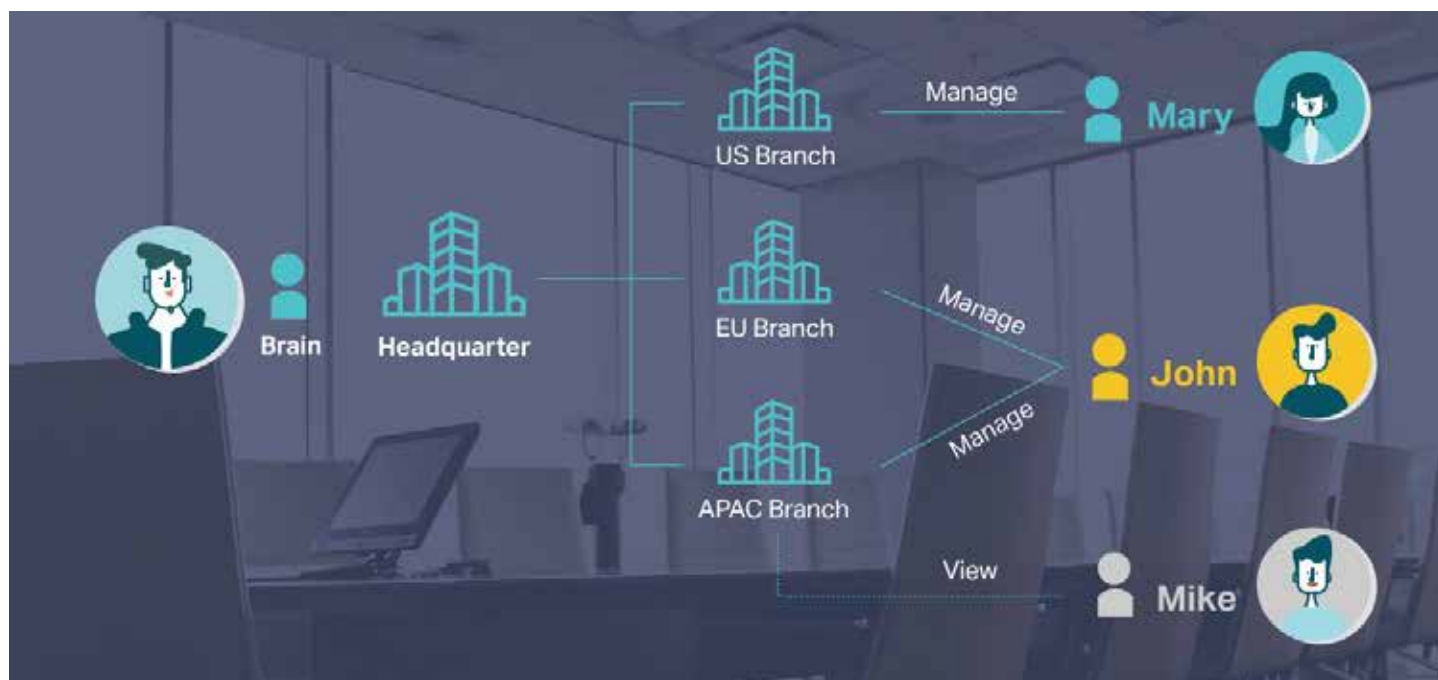 Brain
Headquarter
US Branch
EU Branch
APAC Branch
Manage
Mary
Manage
Manage
John
View
Mike